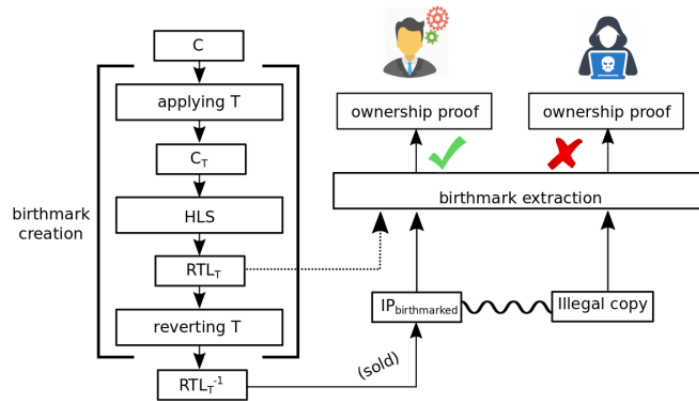 C
applying T
C_T
HLS
RTL_T
reverting T
RTL_T^-1
birthmark
creation
ownership proof
ownership proof
birthmark extraction
IP_birthmarked
Illegal copy
(sold)